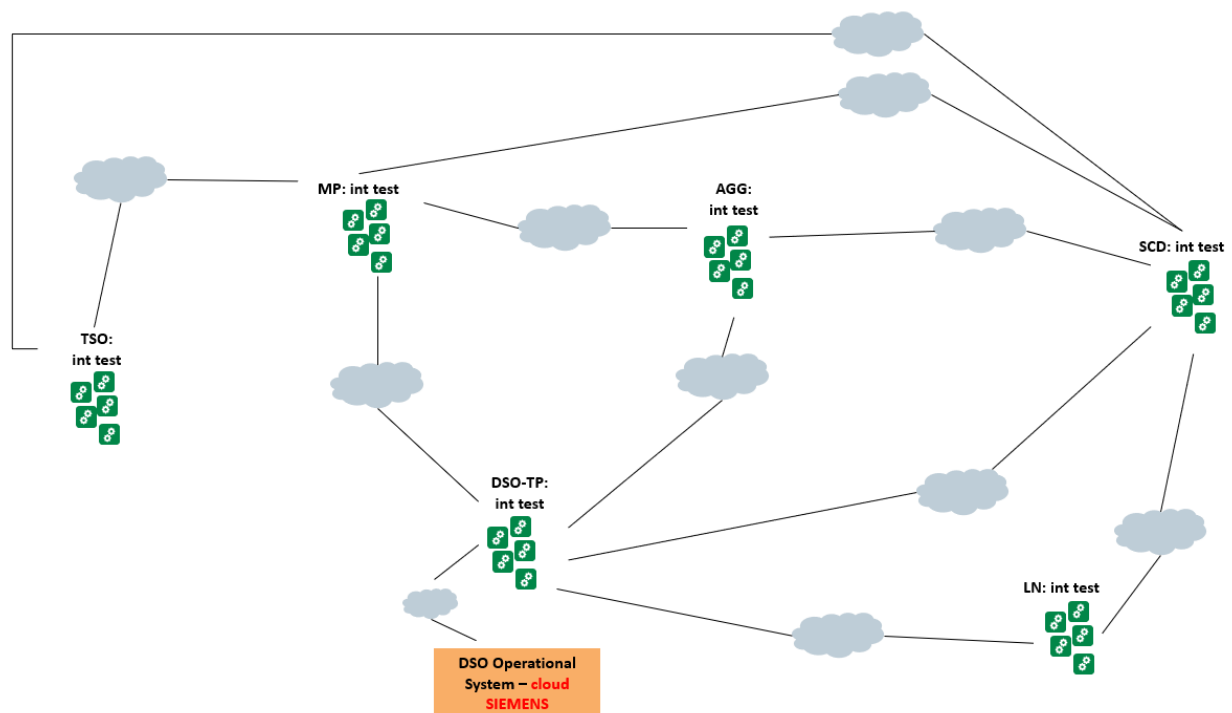 MP: int test
AGG:
int test
SCD: int test
TSO:
int test
DSO-TP:
int test
LN: int test
DSO Operational
System – cloud
SIEMENS